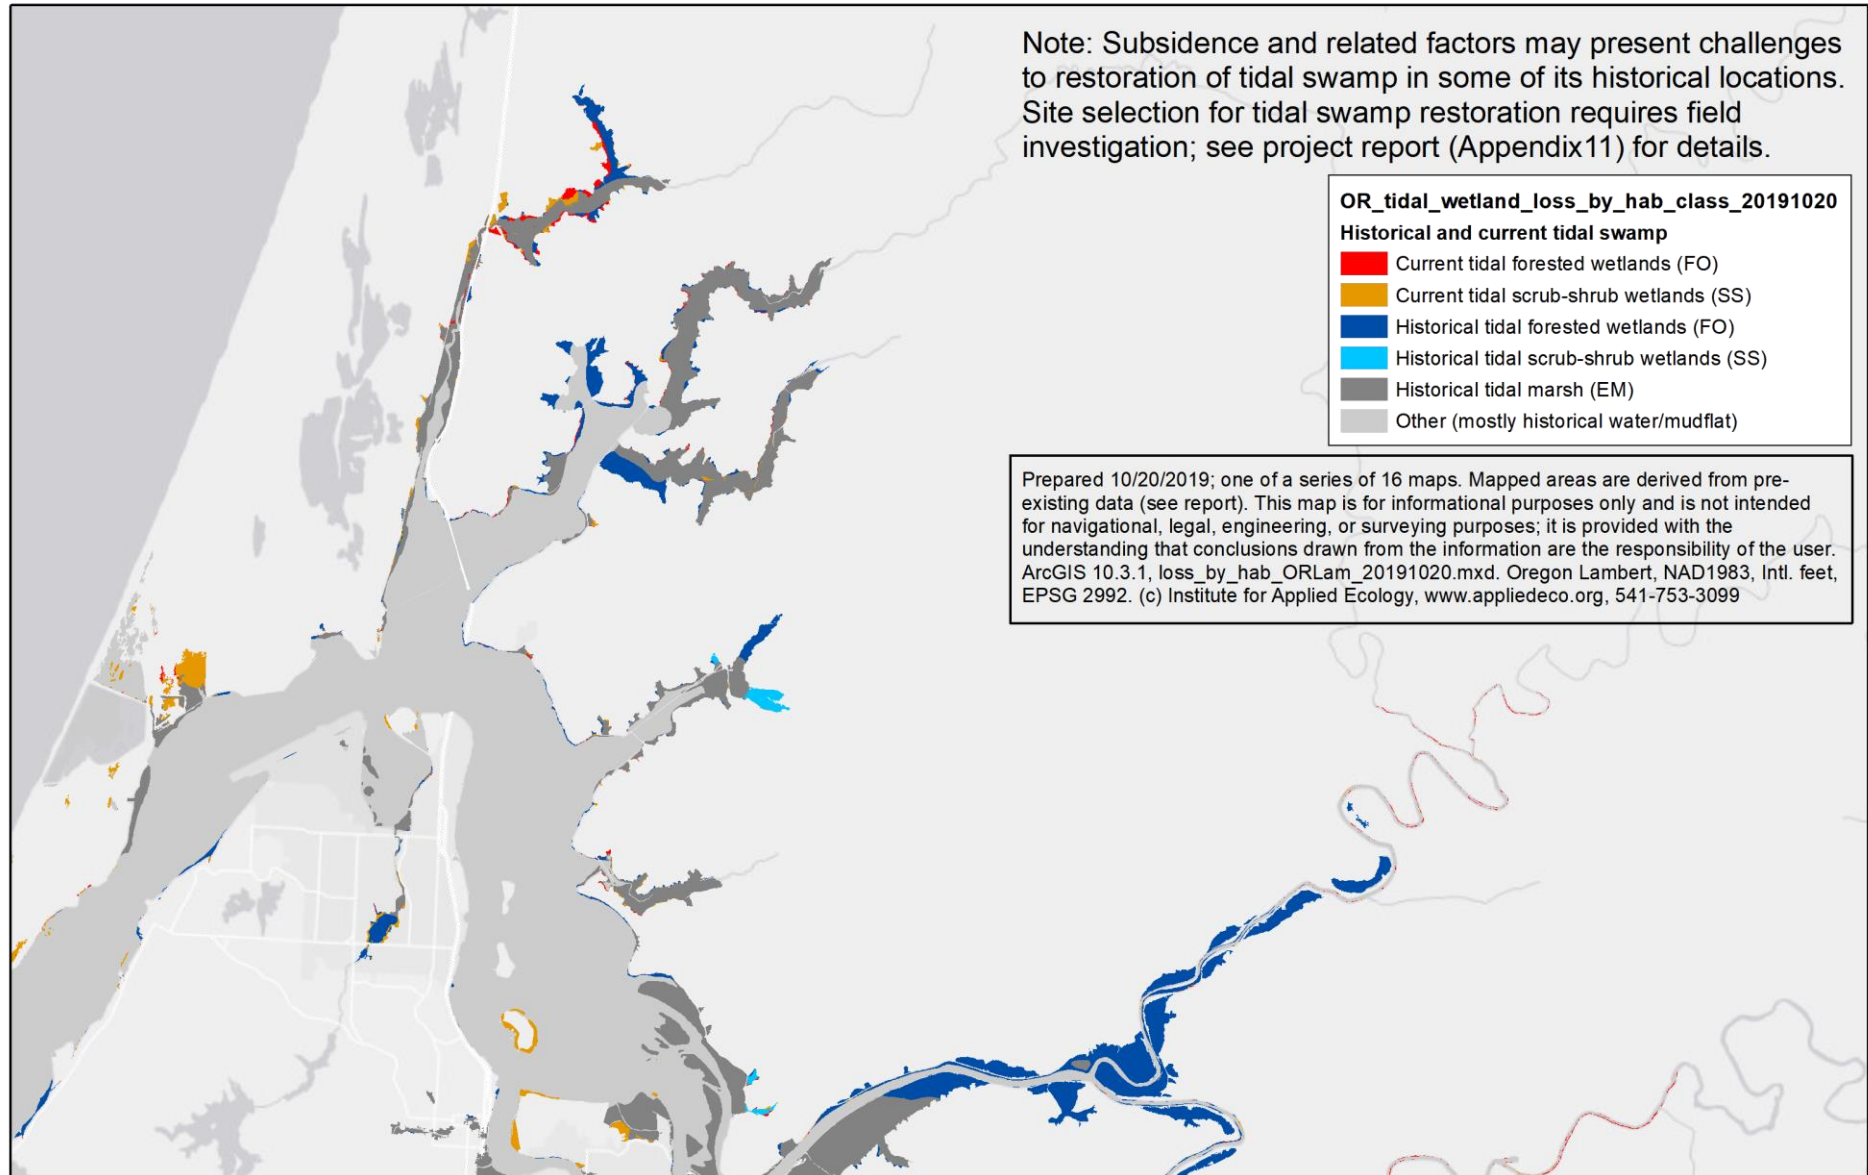 Note: Subsidence and related factors may present challenges
to restoration of tidal swamp in some of its historical locations.
Site selection for tidal swamp restoration requires field
investigation; see project report (Appendix11) for details.
OR_tidal_wetland_loss_by_hab_class_20191020
Historical and current tidal swamp
Current tidal forested wetlands (FO)
Current tidal scrub-shrub wetlands (SS)
Historical tidal forested wetlands (FO)
Historical tidal scrub-shrub wetlands (SS)
Historical tidal marsh (EM)
Other (mostly historical water/mudflat)
Prepared 10/20/2019; one of a series of 16 maps. Mapped areas are derived from pre-
existing data (see report). This map is for informational purposes only and is not intended
for navigational, legal, engineering, or surveying purposes; it is provided with the
understanding that conclusions drawn from the information are the responsibility of the user.
ArcGIS 10.3.1, loss_by_hab_ORLam_20191020.mxd. Oregon Lambert, NAD1983, Intl. feet,
EPSG 2992. (c) Institute for Applied Ecology, www.appliedeco.org, 541-753-3099